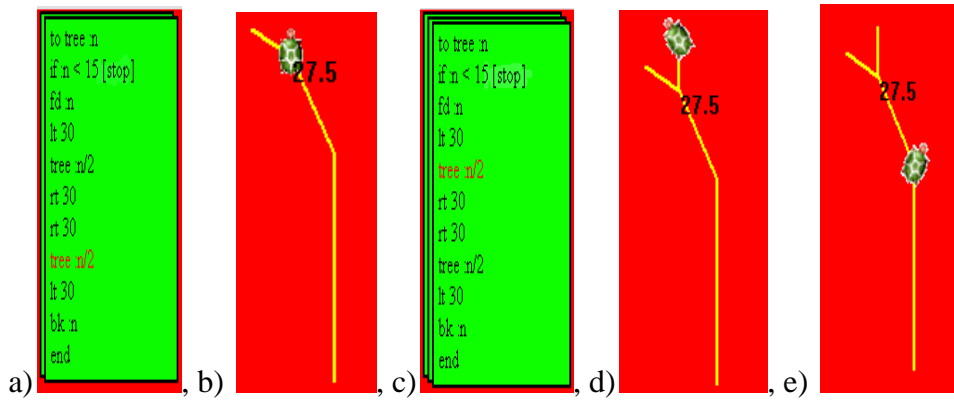 to tree :n
if :n < 15 [stop]
fd :n
lt 30
tree :n/2
rt 30
rt 30
tree :n/2
lt 30
bk :n
end
a)
27.5
, b)
to tree :n
if :n < 15 [stop]
fd :n
lt 30
tree :n/2
rt 30
rt 30
tree :n/2
lt 30
bk :n
end
, c)
27.5
, d)
27.5
, e)